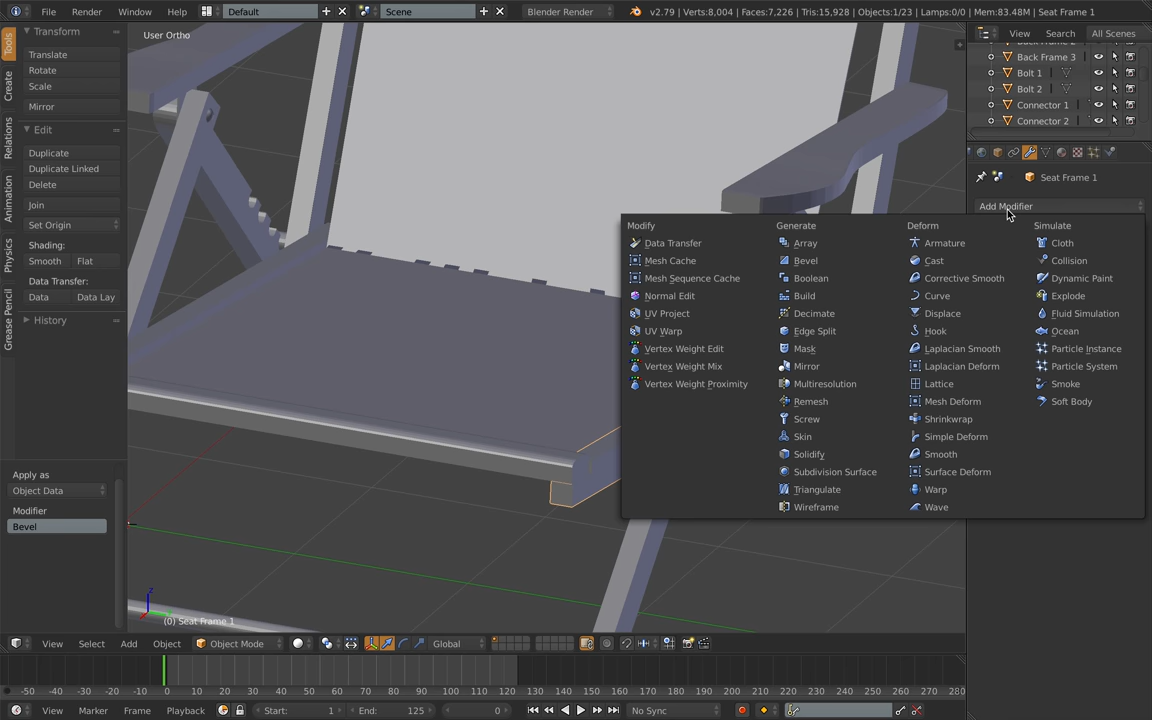 File Render Window Help Default Scene Blender Render v2.79 | Verts:8,004 | Faces:7,226 | Tris:15,928 | Objects:1/23 | Lamps:0/0 | Mem:83.48M | Seat Frame 1
Tools
Create
Relations
Animation
Physics
Grease Pencil
Transform
Translate
Rotate
Scale
Mirror
Edit
Duplicate
Duplicate Linked
Delete
Join
Set Origin
Shading:
Smooth Flat
Data Transfer:
Data Data Lay
History
Apply as
Object Data
Modifier
Bevel
User Ortho
(0) Seat Frame 1
View Search All Scenes
Back Frame 3
Bolt 1
Bolt 2
Connector 1
Connector 2
Seat Frame 1
Add Modifier
Modify
Data Transfer
Mesh Cache
Mesh Sequence Cache
Normal Edit
UV Project
UV Warp
Vertex Weight Edit
Vertex Weight Mix
Vertex Weight Proximity
Generate
Array
Bevel
Boolean
Build
Decimate
Edge Split
Mask
Mirror
Multiresolution
Remesh
Screw
Skin
Solidify
Subdivision Surface
Triangulate
Wireframe
Deform
Armature
Cast
Corrective Smooth
Curve
Displace
Hook
Laplacian Smooth
Laplacian Deform
Lattice
Mesh Deform
Shrinkwrap
Simple Deform
Smooth
Surface Deform
Warp
Wave
Simulate
Cloth
Collision
Dynamic Paint
Explode
Fluid Simulation
Ocean
Particle Instance
Particle System
Smoke
Soft Body
z
View Select Add Object Object Mode Global
-50 -40 -30 -20 -10 0 10 20 30 40 50 60 70 80 90 100 110 120 130 140 150 160 170 180 190 200 210 220 230 240 250 260 270 280
View Marker Frame Playback Start: 1 End: 125 0 No Sync